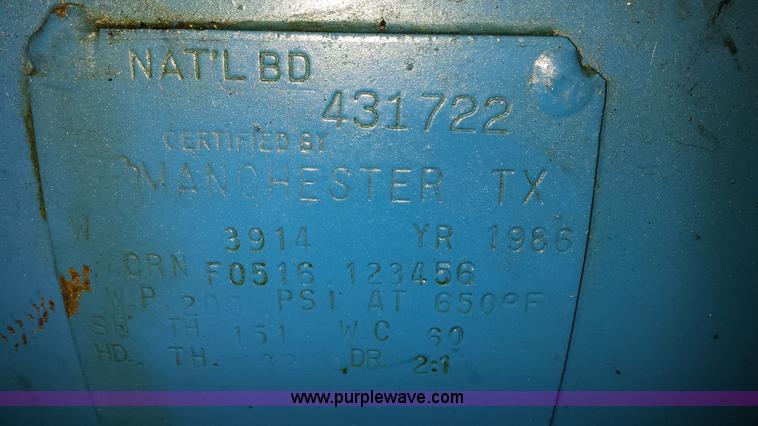 NAT'L BD
431722
CERTIFIED BY
MANCHESTER TX
W 3914 YR 1986
CRN F0516.123456
W.P. 200 PSI AT 650°F
TH. 151 W.C 60
HD. TH. DR. 2:1
www.purplewave.com